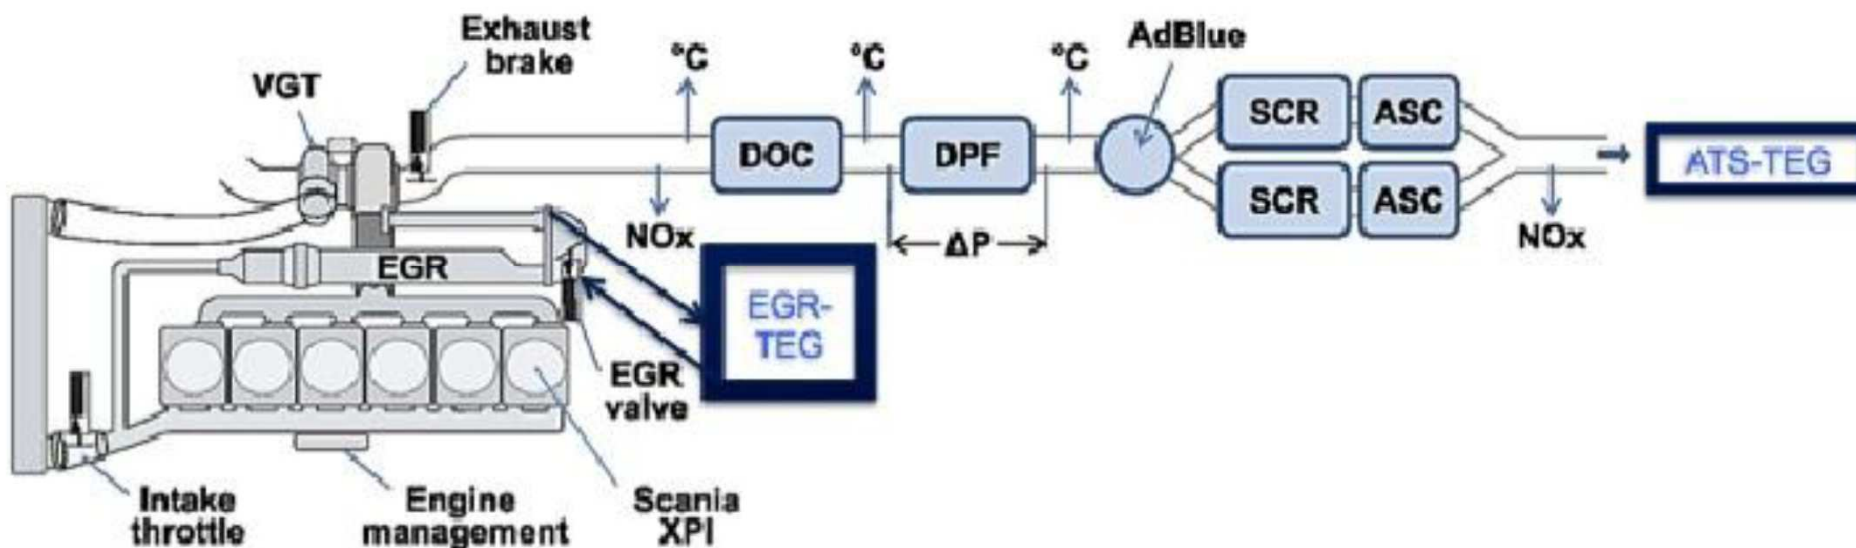 Exhaust
brake
VGT
°C
°C
°C
AdBlue
DOC
DPF
SCR
ASC
SCR
ASC
ATS-TEG
NOx
ΔP
NOx
EGR
EGR-
TEG
EGR
valve
Intake
throttle
Engine
management
Scania
XPI